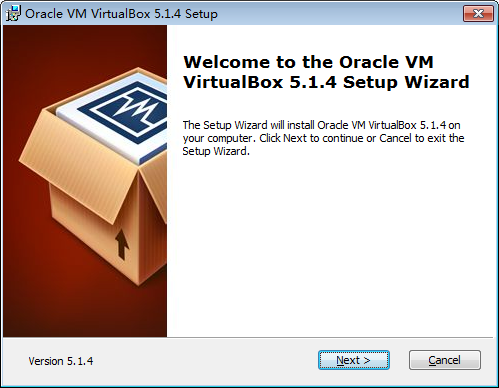 Oracle VM VirtualBox 5.1.4 Setup
Welcome to the Oracle VM
VirtualBox 5.1.4 Setup Wizard
The Setup Wizard will install Oracle VM VirtualBox 5.1.4 on
your computer. Click Next to continue or Cancel to exit the
Setup Wizard.
Version 5.1.4
Next >
Cancel